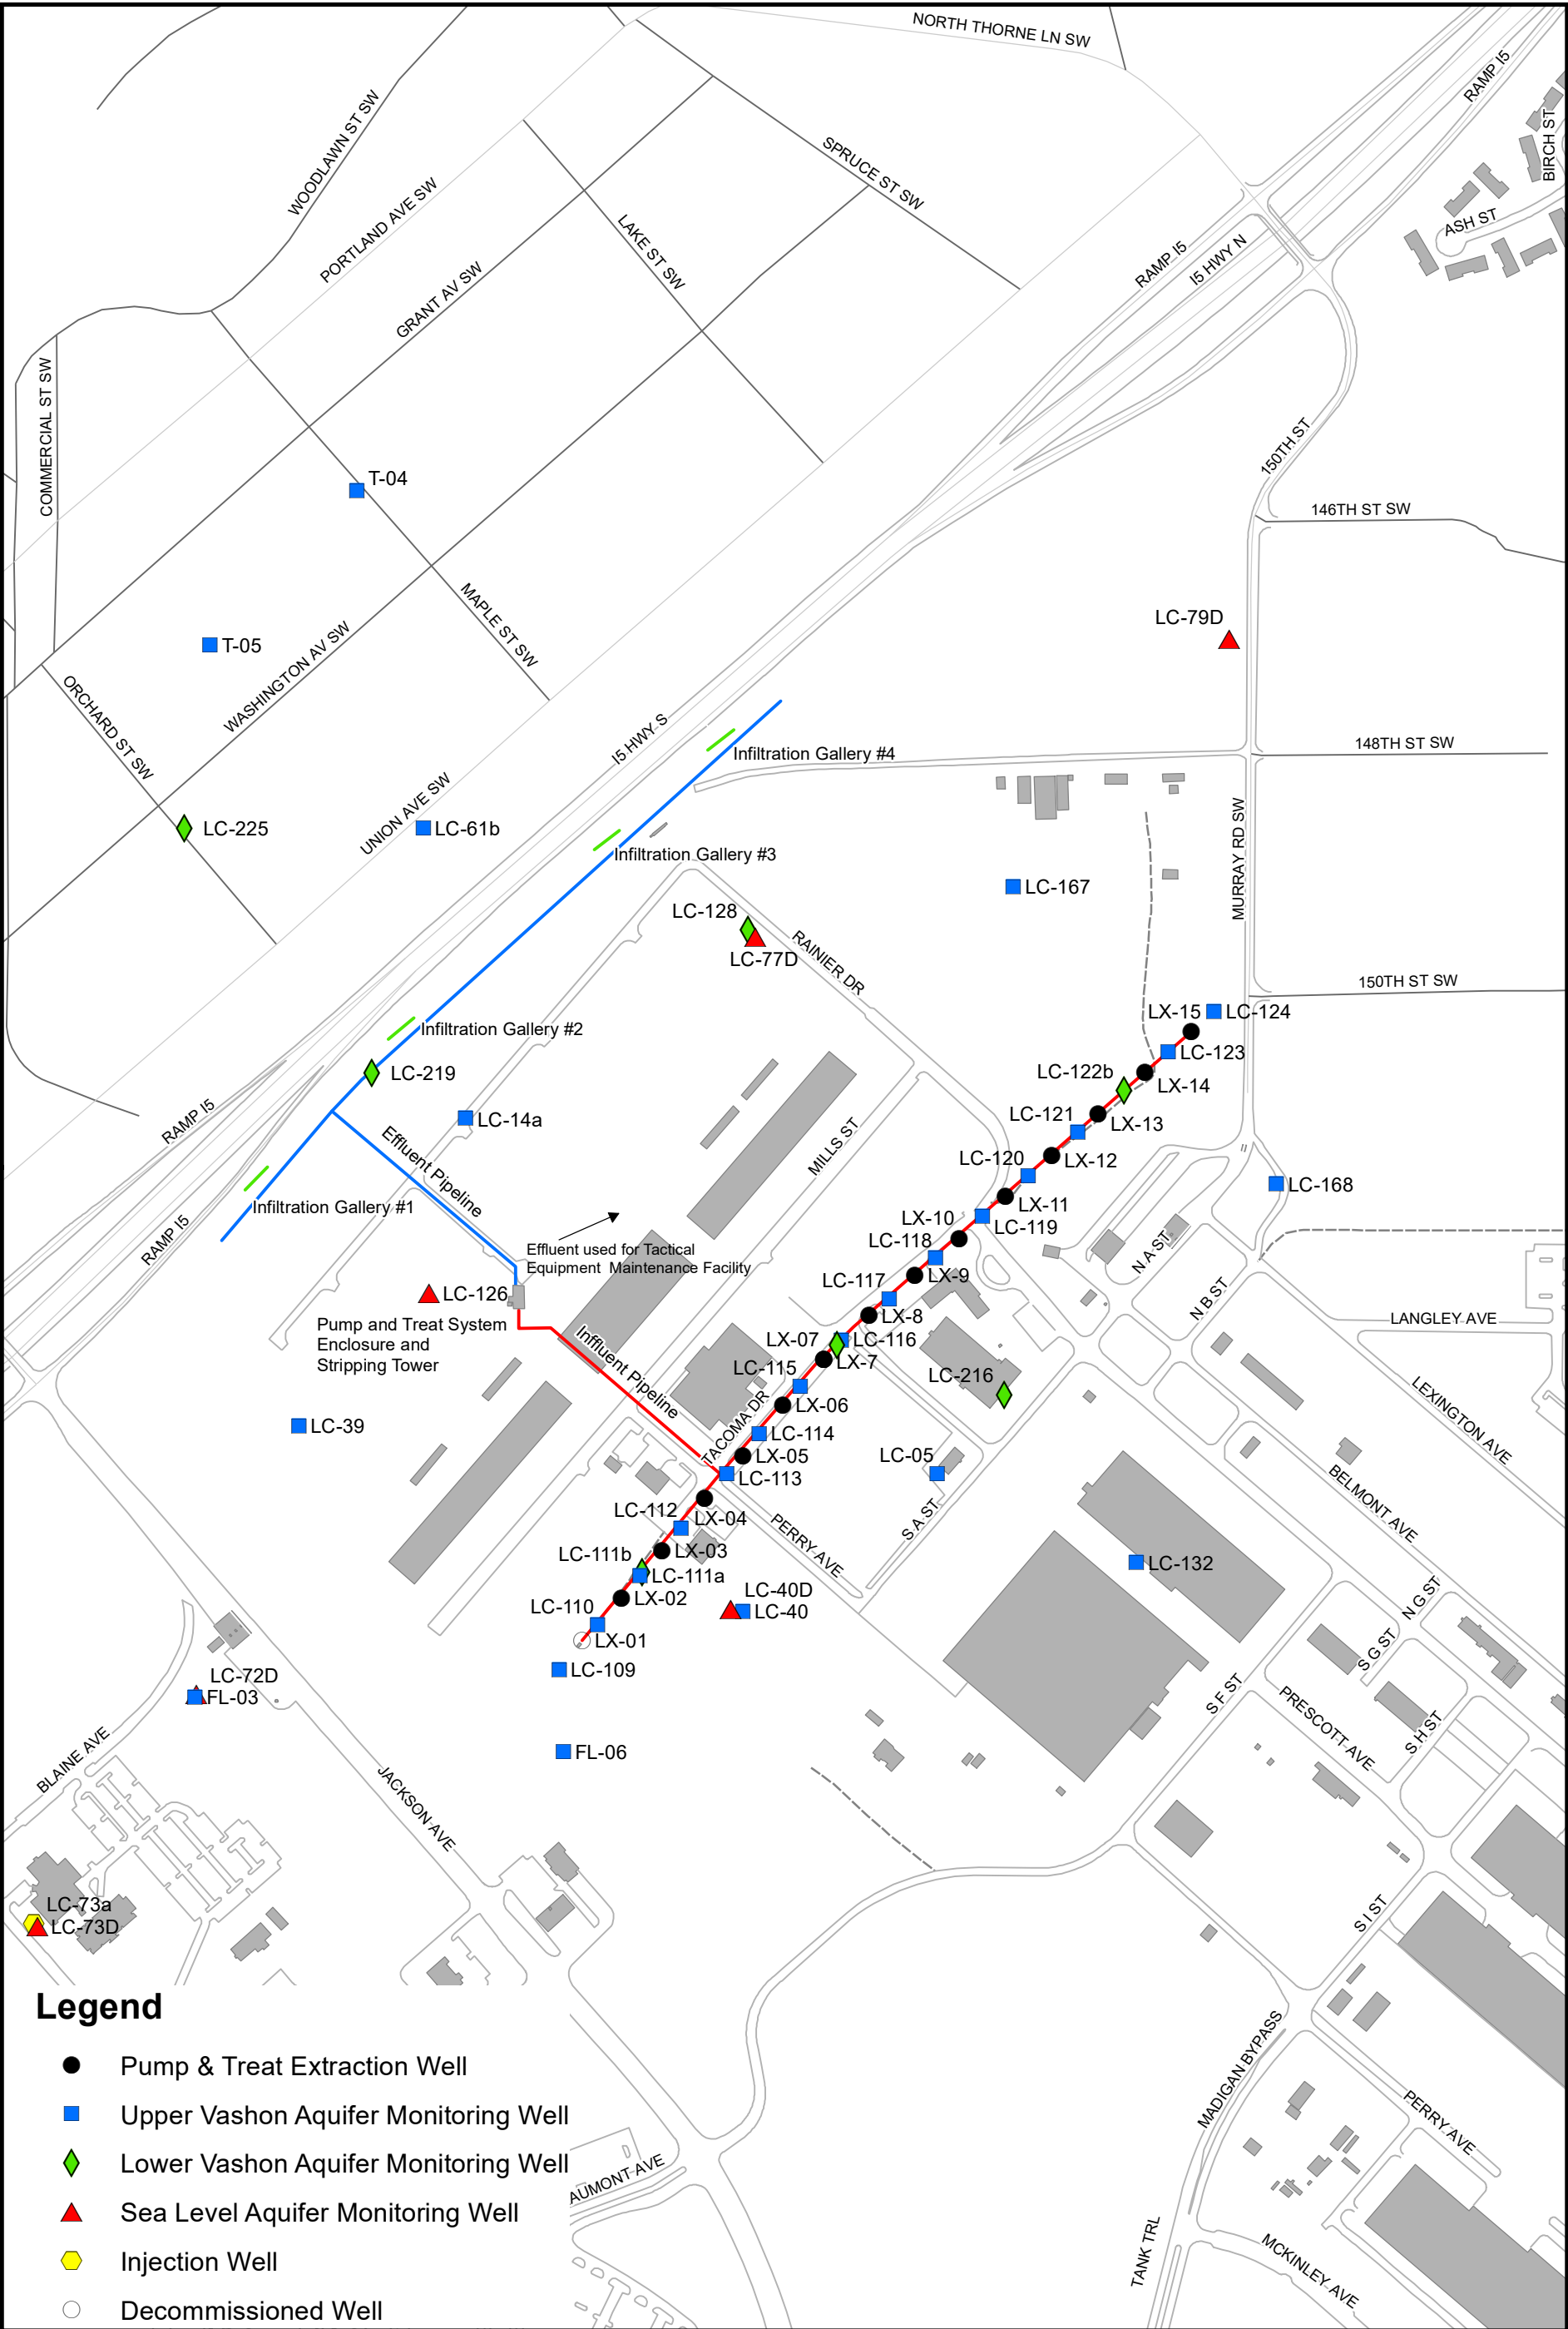 NORTH THORNE LN SW
RAMP I5
BIRCH ST
WOODLAWN ST SW
SPRUCE ST SW
PORTLAND AVE SW
LAKE ST SW
ASH ST
RAMP I5
I5 HWY N
GRANT AV SW
COMMERCIAL ST SW
150TH ST
T-04
146TH ST SW
MAPLE ST SW
LC-79D
T-05
WASHINGTON AV SW
ORCHARD ST SW
I5 HWY S
Infiltration Gallery #4
148TH ST SW
UNION AVE SW
LC-225
LC-61b
Infiltration Gallery #3
MURRAY RD SW
LC-167
LC-128
LC-77D
RAINIER DR
150TH ST SW
LX-15
LC-124
Infiltration Gallery #2
LC-123
LC-219
LC-122b
LX-14
RAMP I5
LC-14a
LC-121
LX-13
Effluent Pipeline
MILLS ST
LC-120
LX-12
LC-168
Infiltration Gallery #1
LX-11
LX-10
LC-119
RAMP I5
LC-118
N A ST
Effluent used for Tactical
Equipment  Maintenance Facility
LX-9
LC-117
N B ST
LC-126
LX-8
LANGLEY AVE
Pump and Treat System
Enclosure and
Stripping Tower
Inffluent Pipeline
LX-07
LC-116
LX-7
LC-115
LC-216
LX-06
TACOMA DR
LEXINGTON AVE
LC-39
LC-114
LX-05
LC-05
LC-113
BELMONT AVE
LC-112
LX-04
S A ST
PERRY AVE
LC-111b
LX-03
LC-132
LC-111a
LC-40D
LX-02
LC-40
LC-110
N G ST
LX-01
S G ST
LC-109
LC-72D
FL-03
S F ST
PRESCOTT AVE
S H ST
FL-06
BLAINE AVE
JACKSON AVE
LC-73a
LC-73D
S I ST
Legend
Pump & Treat Extraction Well
Upper Vashon Aquifer Monitoring Well
Lower Vashon Aquifer Monitoring Well
Sea Level Aquifer Monitoring Well
Injection Well
Decommissioned Well
MADIGAN BYPASS
PERRY AVE
AUMONT AVE
TANK TRL
MCKINLEY AVE